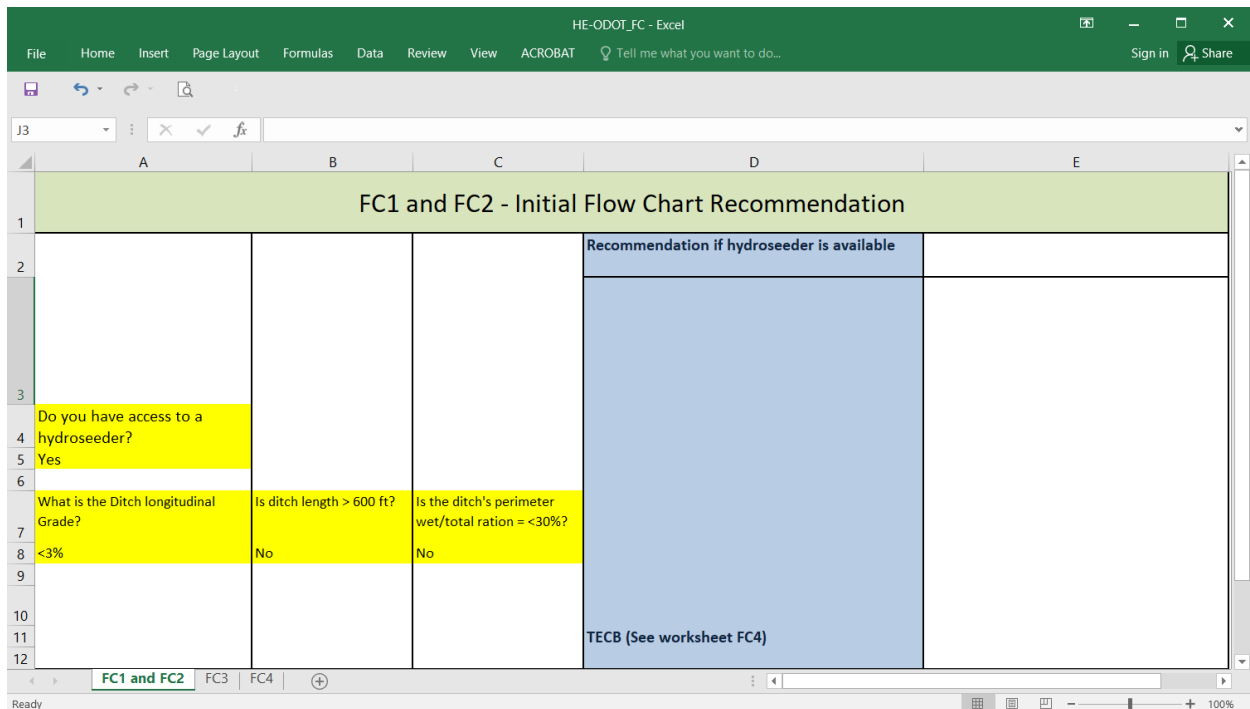 HE-ODOT_FC - Excel
File Home Insert Page Layout Formulas Data Review View ACROBAT Tell me what you want to do... Sign in Share
J3 fx
A B C D E
1 FC1 and FC2 - Initial Flow Chart Recommendation
Recommendation if hydroseeder is available
2
3
Do you have access to a
4 hydroseeder?
5 Yes
6
What is the Ditch longitudinal Is ditch length > 600 ft? Is the ditch's perimeter
7 Grade? wet/total ration = <30%?
8 <3% No No
9
10
11 TECB (See worksheet FC4)
12
FC1 and FC2 FC3 FC4
Ready 100%